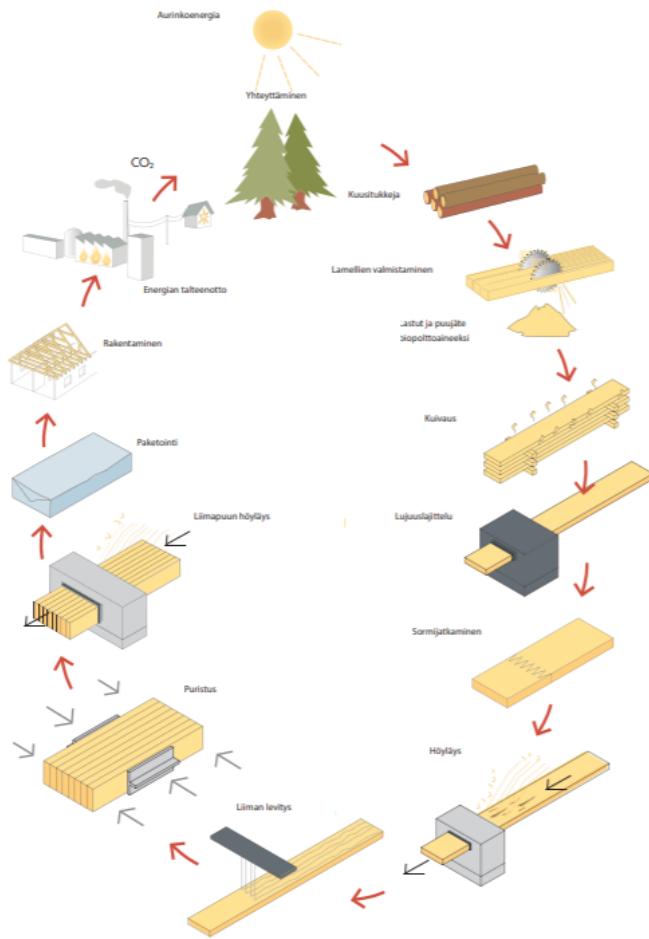 Aurinkoenergia
Yhteyttäminen
CO₂
Kuusitukkeja
Lamellien valmistaminen
Energian talteenotto
Lastut ja puujäte
biopolttoaineeksi
Rakentaminen
Kuivaus
Paketointi
Liimapuun höyläys
Lujuuslajittelu
Sormijatkaminen
Puristus
Höyläys
Liiman levitys